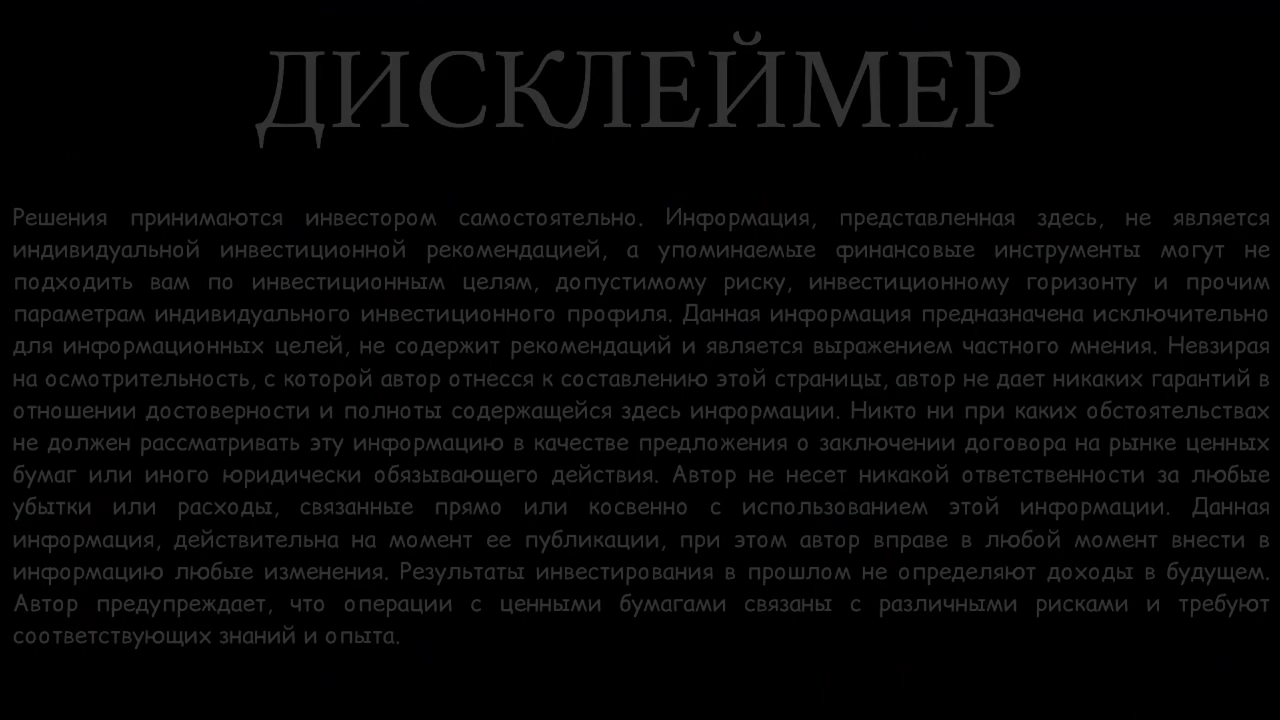 ДИСКЛЕЙМЕР
Решения принимаются инвестором самостоятельно. Информация, представленная здесь, не является
индивидуальной инвестиционной рекомендацией, а упоминаемые финансовые инструменты могут не
подходить вам по инвестиционным целям, допустимому риску, инвестиционному горизонту и прочим
параметрам индивидуального инвестиционного профиля. Данная информация предназначена исключительно
для информационных целей, не содержит рекомендаций и является выражением частного мнения. Невзирая
на осмотрительность, с которой автор отнесся к составлению этой страницы, автор не дает никаких гарантий в
отношении достоверности и полноты содержащейся здесь информации. Никто ни при каких обстоятельствах
не должен рассматривать эту информацию в качестве предложения о заключении договора на рынке ценных
бумаг или иного юридически обязывающего действия. Автор не несет никакой ответственности за любые
убытки или расходы, связанные прямо или косвенно с использованием этой информации. Данная
информация, действительна на момент ее публикации, при этом автор вправе в любой момент внести в
информацию любые изменения. Результаты инвестирования в прошлом не определяют доходы в будущем.
Автор предупреждает, что операции с ценными бумагами связаны с различными рисками и требуют
соответствующих знаний и опыта.